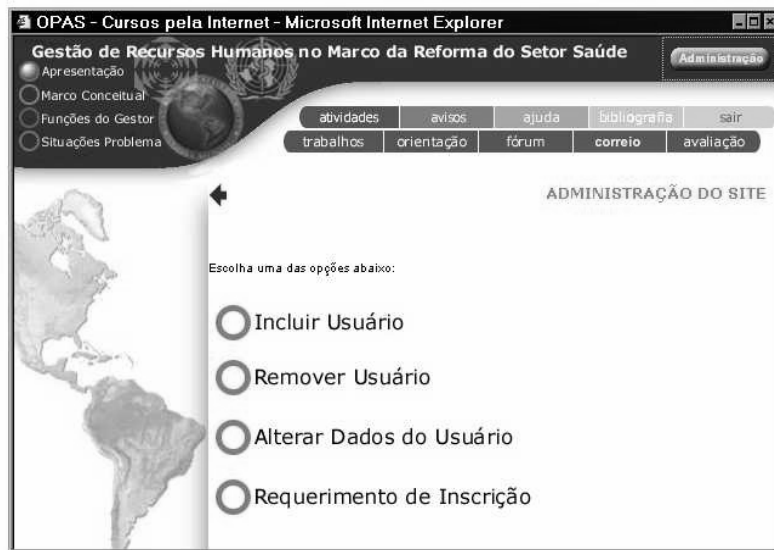 OPAS - Cursos pela Internet - Microsoft Internet Explorer
Gestão de Recursos Humanos no Marco da Reforma do Setor Saúde
Administração
Apresentação
Marco Conceitual
Funções do Gestor
Situações Problema
atividades avisos ajuda bibliografia sair
trabalhos orientação fórum correio avaliação
ADMINISTRAÇÃO DO SITE
Escolha uma das opções abaixo:
Incluir Usuário
Remover Usuário
Alterar Dados do Usuário
Requerimento de Inscrição